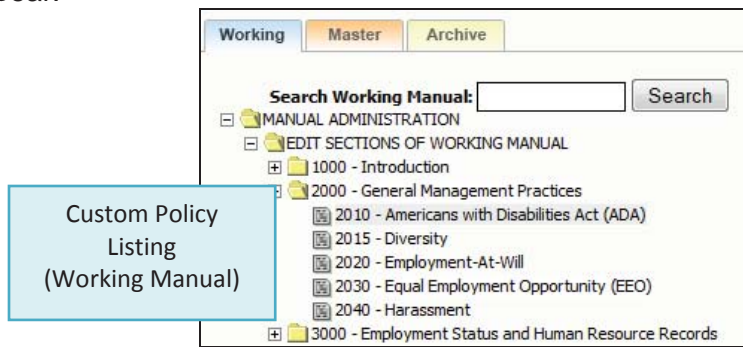 Working Master Archive
Search Working Manual: Search
MANUAL ADMINISTRATION
EDIT SECTIONS OF WORKING MANUAL
1000 - Introduction
2000 - General Management Practices
2010 - Americans with Disabilities Act (ADA)
2015 - Diversity
2020 - Employment-At-Will
2030 - Equal Employment Opportunity (EEO)
2040 - Harassment
3000 - Employment Status and Human Resource Records
Custom Policy
Listing
(Working Manual)